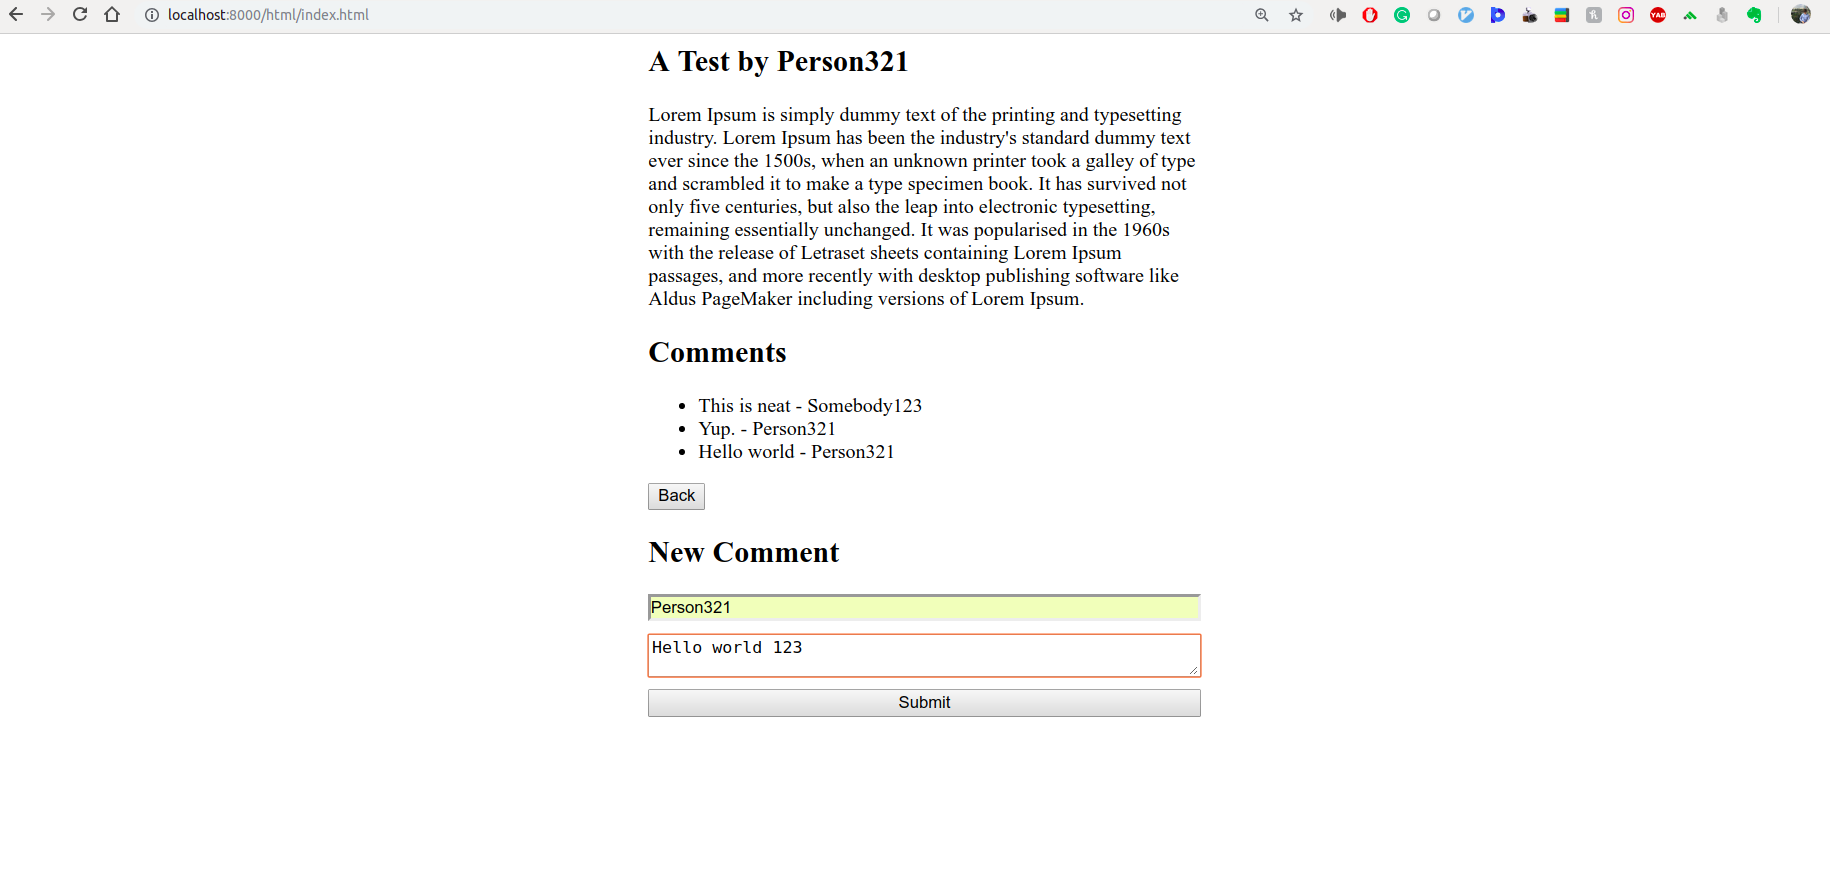 localhost:8000/html/index.html
YAB
A Test by Person321
Lorem Ipsum is simply dummy text of the printing and typesetting
industry. Lorem Ipsum has been the industry's standard dummy text
ever since the 1500s, when an unknown printer took a galley of type
and scrambled it to make a type specimen book. It has survived not
only five centuries, but also the leap into electronic typesetting,
remaining essentially unchanged. It was popularised in the 1960s
with the release of Letraset sheets containing Lorem Ipsum
passages, and more recently with desktop publishing software like
Aldus PageMaker including versions of Lorem Ipsum.
Comments
• This is neat - Somebody123
• Yup. - Person321
• Hello world - Person321
Back
New Comment
Person321
Hello world 123
Submit